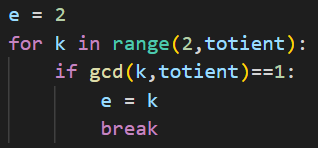 e = 2
for k in range(2,totient):
    if gcd(k,totient)==1:
        e = k
        break